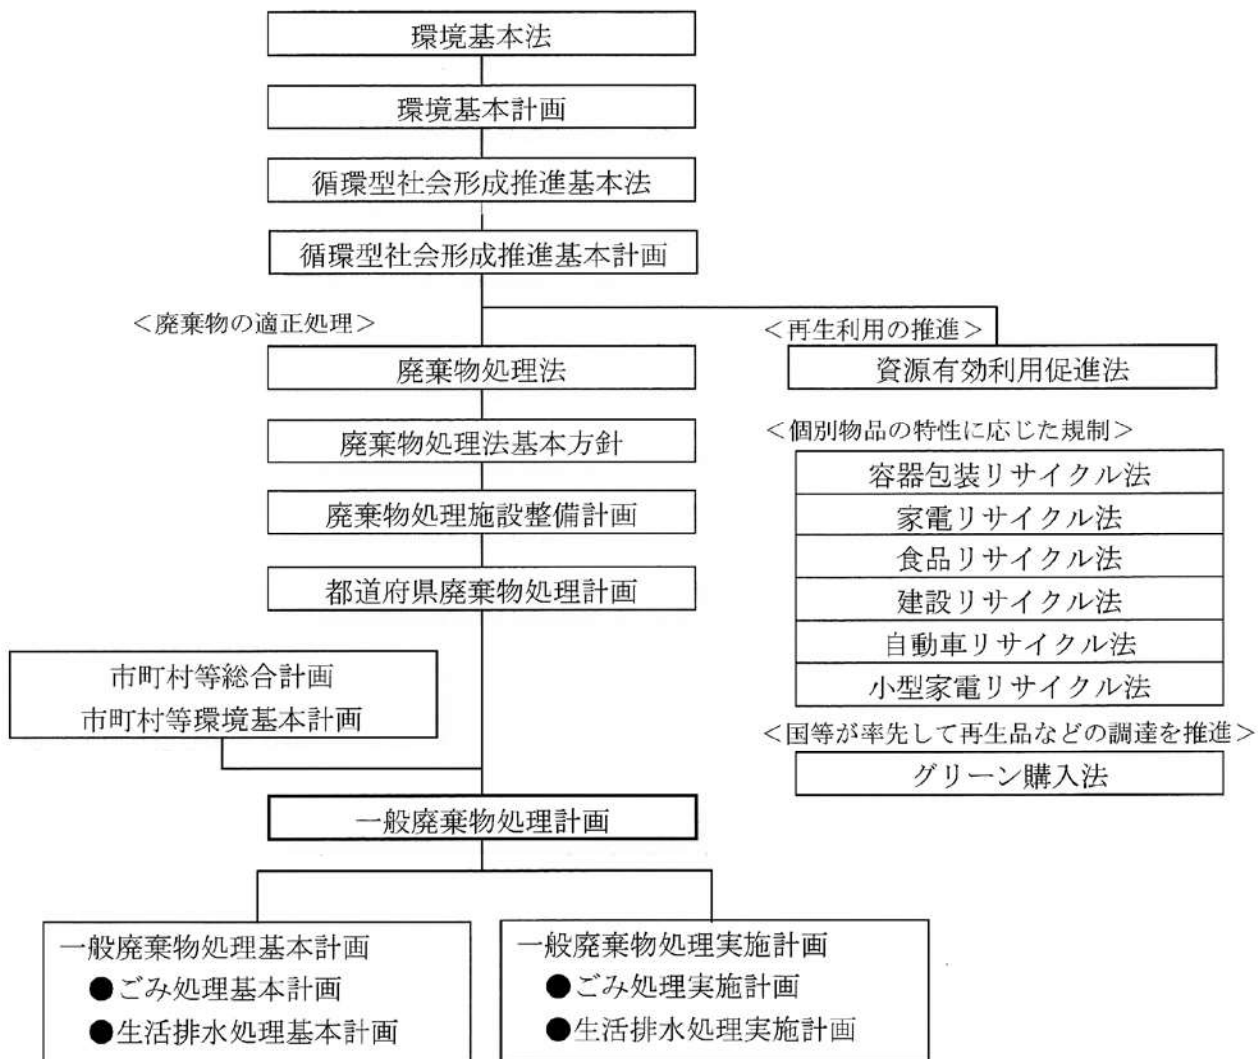 環境基本法
環境基本計画
循環型社会形成推進基本法
循環型社会形成推進基本計画
＜廃棄物の適正処理＞
廃棄物処理法
廃棄物処理法基本方針
廃棄物処理施設整備計画
都道府県廃棄物処理計画
＜再生利用の推進＞
資源有効利用促進法
＜個別物品の特性に応じた規制＞
容器包装リサイクル法
家電リサイクル法
食品リサイクル法
建設リサイクル法
自動車リサイクル法
小型家電リサイクル法
＜国等が率先して再生品などの調達を推進＞
グリーン購入法
市町村等総合計画
市町村等環境基本計画
一般廃棄物処理計画
一般廃棄物処理基本計画
●ごみ処理基本計画
●生活排水処理基本計画
一般廃棄物処理実施計画
●ごみ処理実施計画
●生活排水処理実施計画